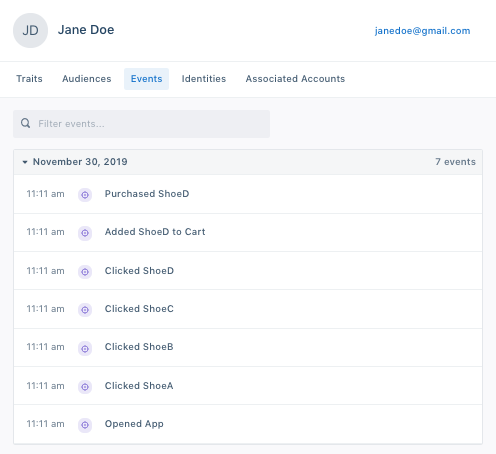 JD Jane Doe janedoe@gmail.com
Traits Audiences Events Identities Associated Accounts
Filter events...
November 30, 2019 7 events
11:11 am Purchased ShoeD
11:11 am Added ShoeD to Cart
11:11 am Clicked ShoeD
11:11 am Clicked ShoeC
11:11 am Clicked ShoeB
11:11 am Clicked ShoeA
11:11 am Opened App